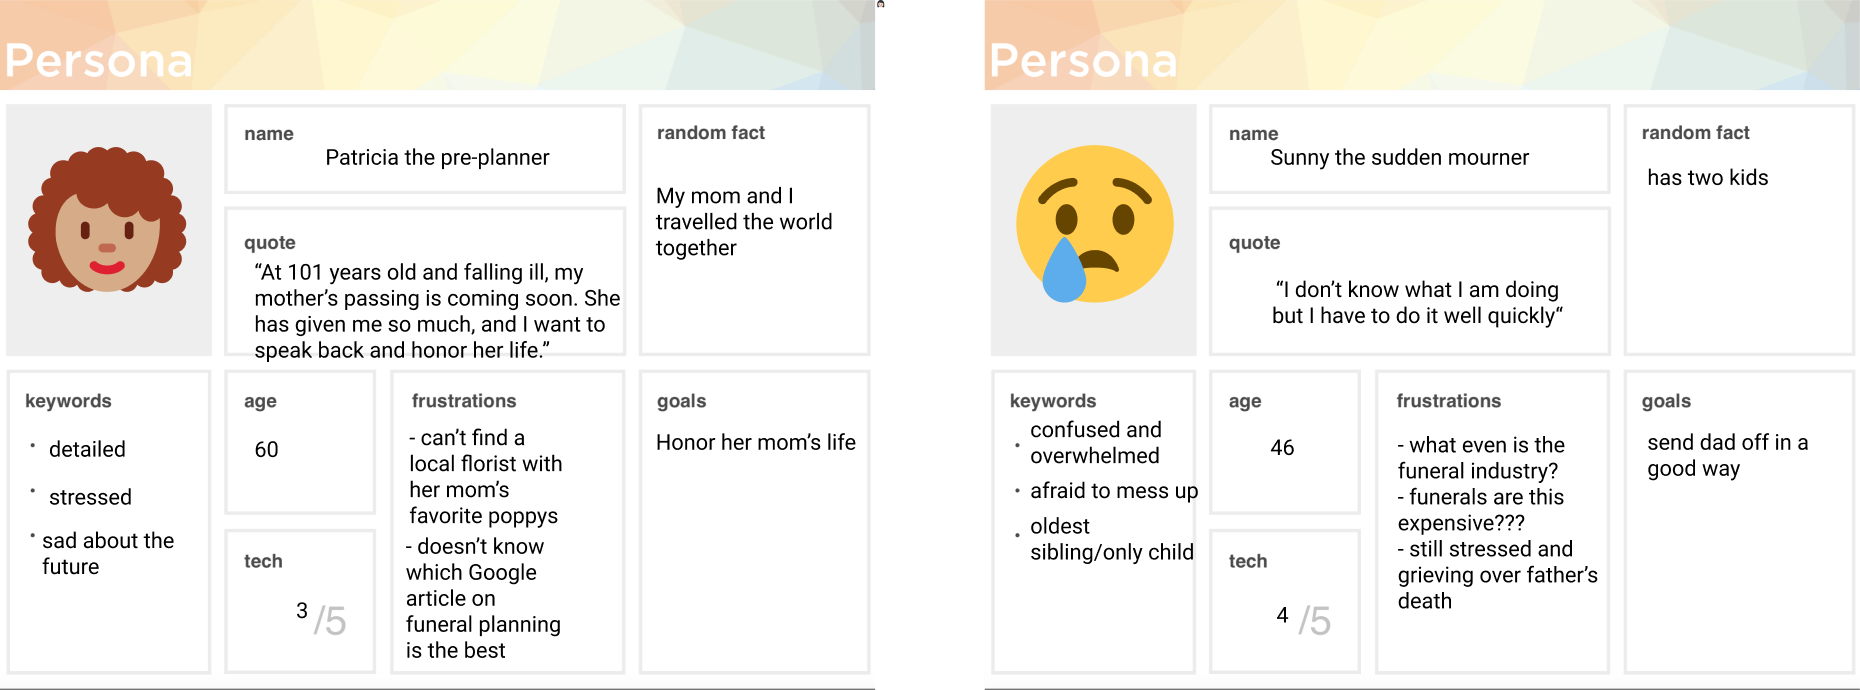 Persona
name
Patricia the pre-planner
random fact
My mom and I
travelled the world
together
quote
“At 101 years old and falling ill, my
mother’s passing is coming soon. She
has given me so much, and I want to
speak back and honor her life.”
keywords
· detailed
· stressed
· sad about the
future
age
60
tech
3 /5
frustrations
- can’t find a
local florist with
her mom’s
favorite poppys
- doesn’t know
which Google
article on
funeral planning
is the best
goals
Honor her mom’s life
Persona
name
Sunny the sudden mourner
random fact
has two kids
quote
“I don’t know what I am doing
but I have to do it well quickly“
keywords
· confused and
overwhelmed
· afraid to mess up
· oldest
sibling/only child
age
46
tech
4 /5
frustrations
- what even is the
funeral industry?
- funerals are this
expensive???
- still stressed and
grieving over father’s
death
goals
send dad off in a
good way